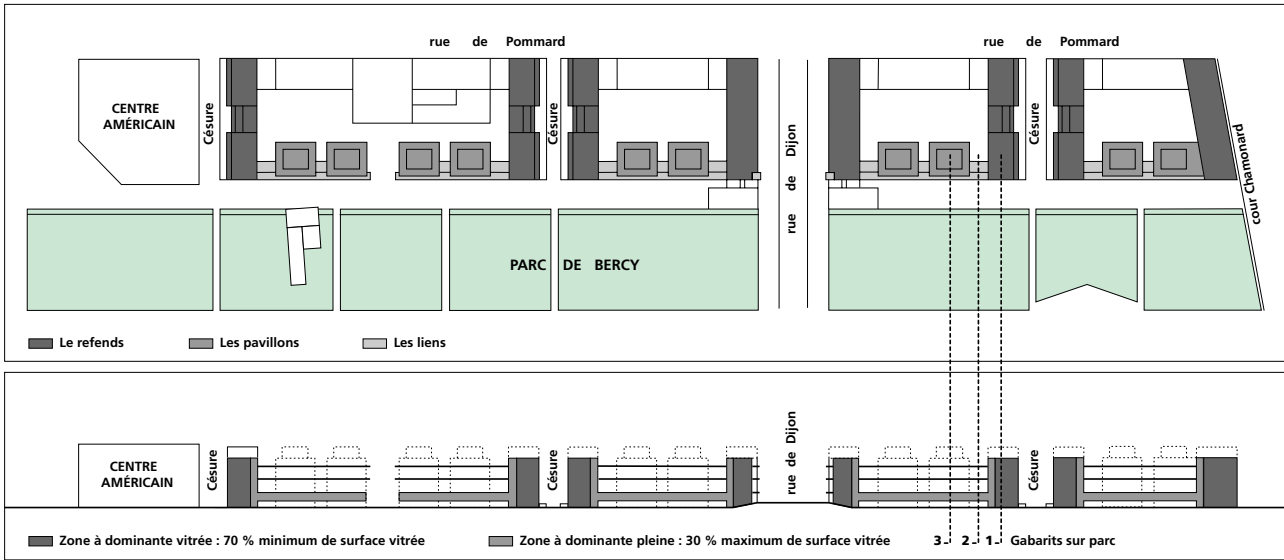 rue de Pommard
rue de Pommard
CENTRE
AMÉRICAIN
Césure
Césure
rue de Dijon
Césure
cour Chamonard
PARC DE BERCY
Le refends
Les pavillons
Les liens
CENTRE
AMÉRICAIN
Césure
Césure
rue de Dijon
Césure
Zone à dominante vitrée : 70 % minimum de surface vitrée
Zone à dominante pleine : 30 % maximum de surface vitrée
3 - 2 - 1 - Gabarits sur parc